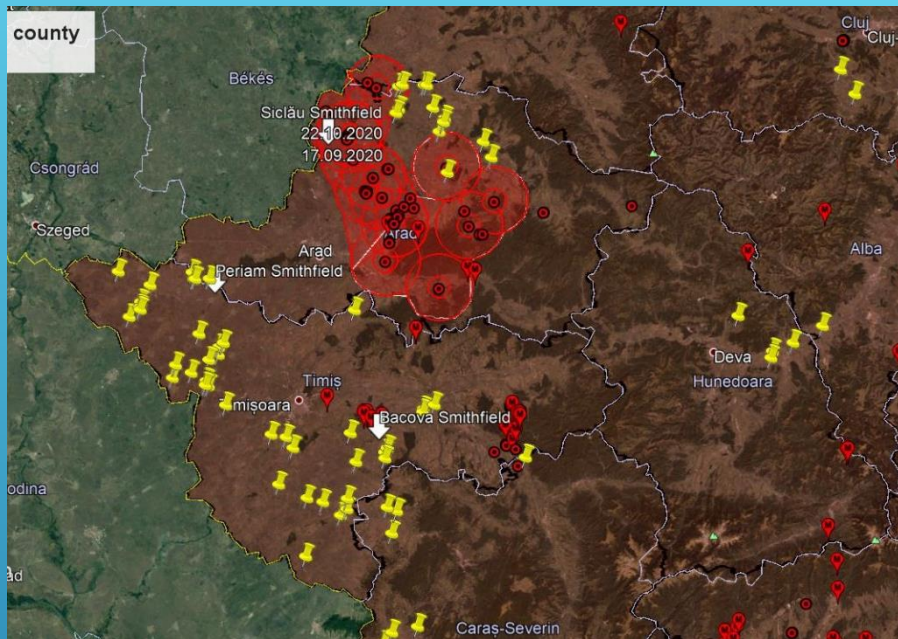 county
Cluj
Cluj-
Békés
Siclău Smithfield
22-10.2020
17.09.2020
Csongrád
Szeged
Arad
Arad
Alba
Periam Smithfield
Deva
Hunedoara
Timiș
mișoara
Bacova Smithfield
odina
ad
Caraș-Severin